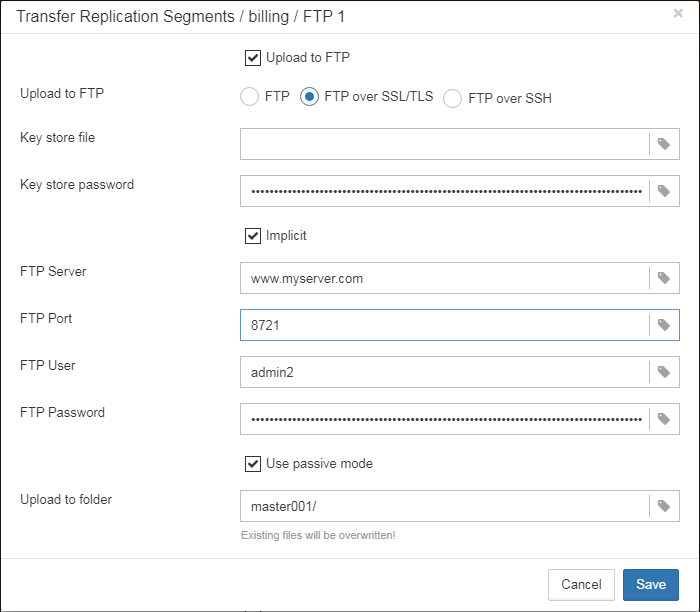 Transfer Replication Segments / billing / FTP 1 ×
Upload to FTP
Upload to FTP FTP FTP over SSL/TLS FTP over SSH
Key store file
Key store password ••••••••••••••••••••••••••••••••••••••••••••••••••••••••••••••••••••••••••••••••
Implicit
FTP Server www.myserver.com
FTP Port 8721
FTP User admin2
FTP Password ••••••••••••••••••••••••••••••••••••••••••••••••••••••••••••••••••••••••••••••••
Use passive mode
Upload to folder master001/
Existing files will be overwritten!
Cancel Save